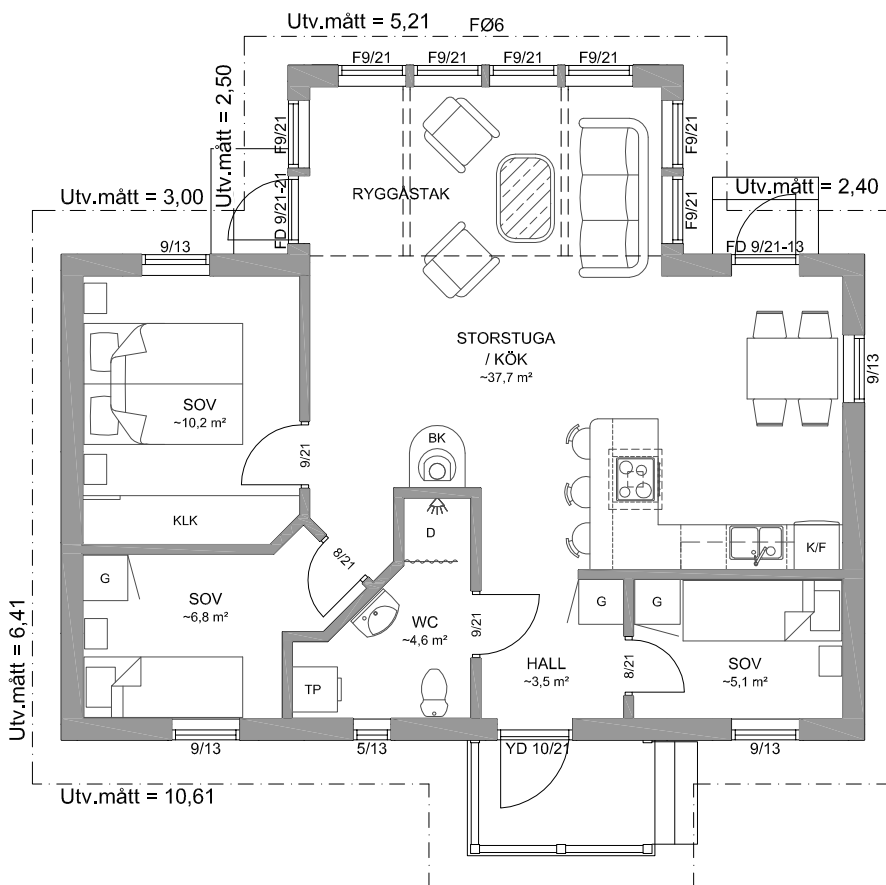 Utv.mått = 5,21
FØ6
F9/21
F9/21
F9/21
F9/21
Utv.mått = 2,50
F9/21
F9/21
RYGGÅSTAK
Utv.mått = 3,00
Utv.mått = 2,40
FD 9/21-21
F9/21
9/13
FD 9/21-13
STORSTUGA
/ KÖK
~37,7 m²
9/13
SOV
~10,2 m²
BK
9/21
KLK
D
K/F
8/21
G
SOV
~6,8 m²
WC
~4,6 m²
9/21
G
G
HALL
~3,5 m²
8/21
SOV
~5,1 m²
TP
Utv.mått = 6,41
9/13
5/13
YD 10/21
9/13
Utv.mått = 10,61